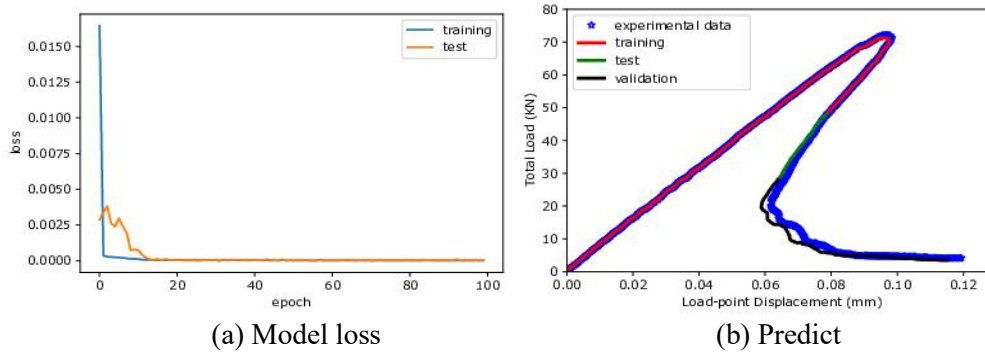 training
test
0.0150
0.0125
0.0100
0.0075
0.0050
0.0025
0.0000
loss
0
20
40
60
80
100
epoch
(a) Model loss
experimental data
training
test
validation
80
70
60
50
40
30
20
10
0
Total Load (KN)
0.00
0.02
0.04
0.06
0.08
0.10
0.12
Load-point Displacement (mm)
(b) Predict